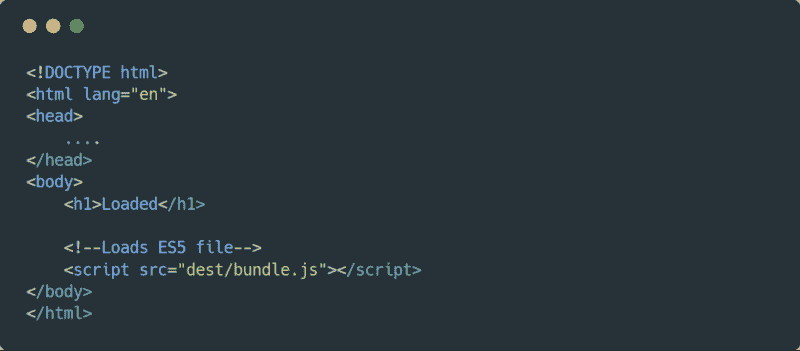 <!DOCTYPE html>
<html lang="en">
<head>
    ....
</head>
<body>
    <h1>Loaded</h1>

    <!--Loads ES5 file-->
    <script src="dest/bundle.js"></script>
</body>
</html>